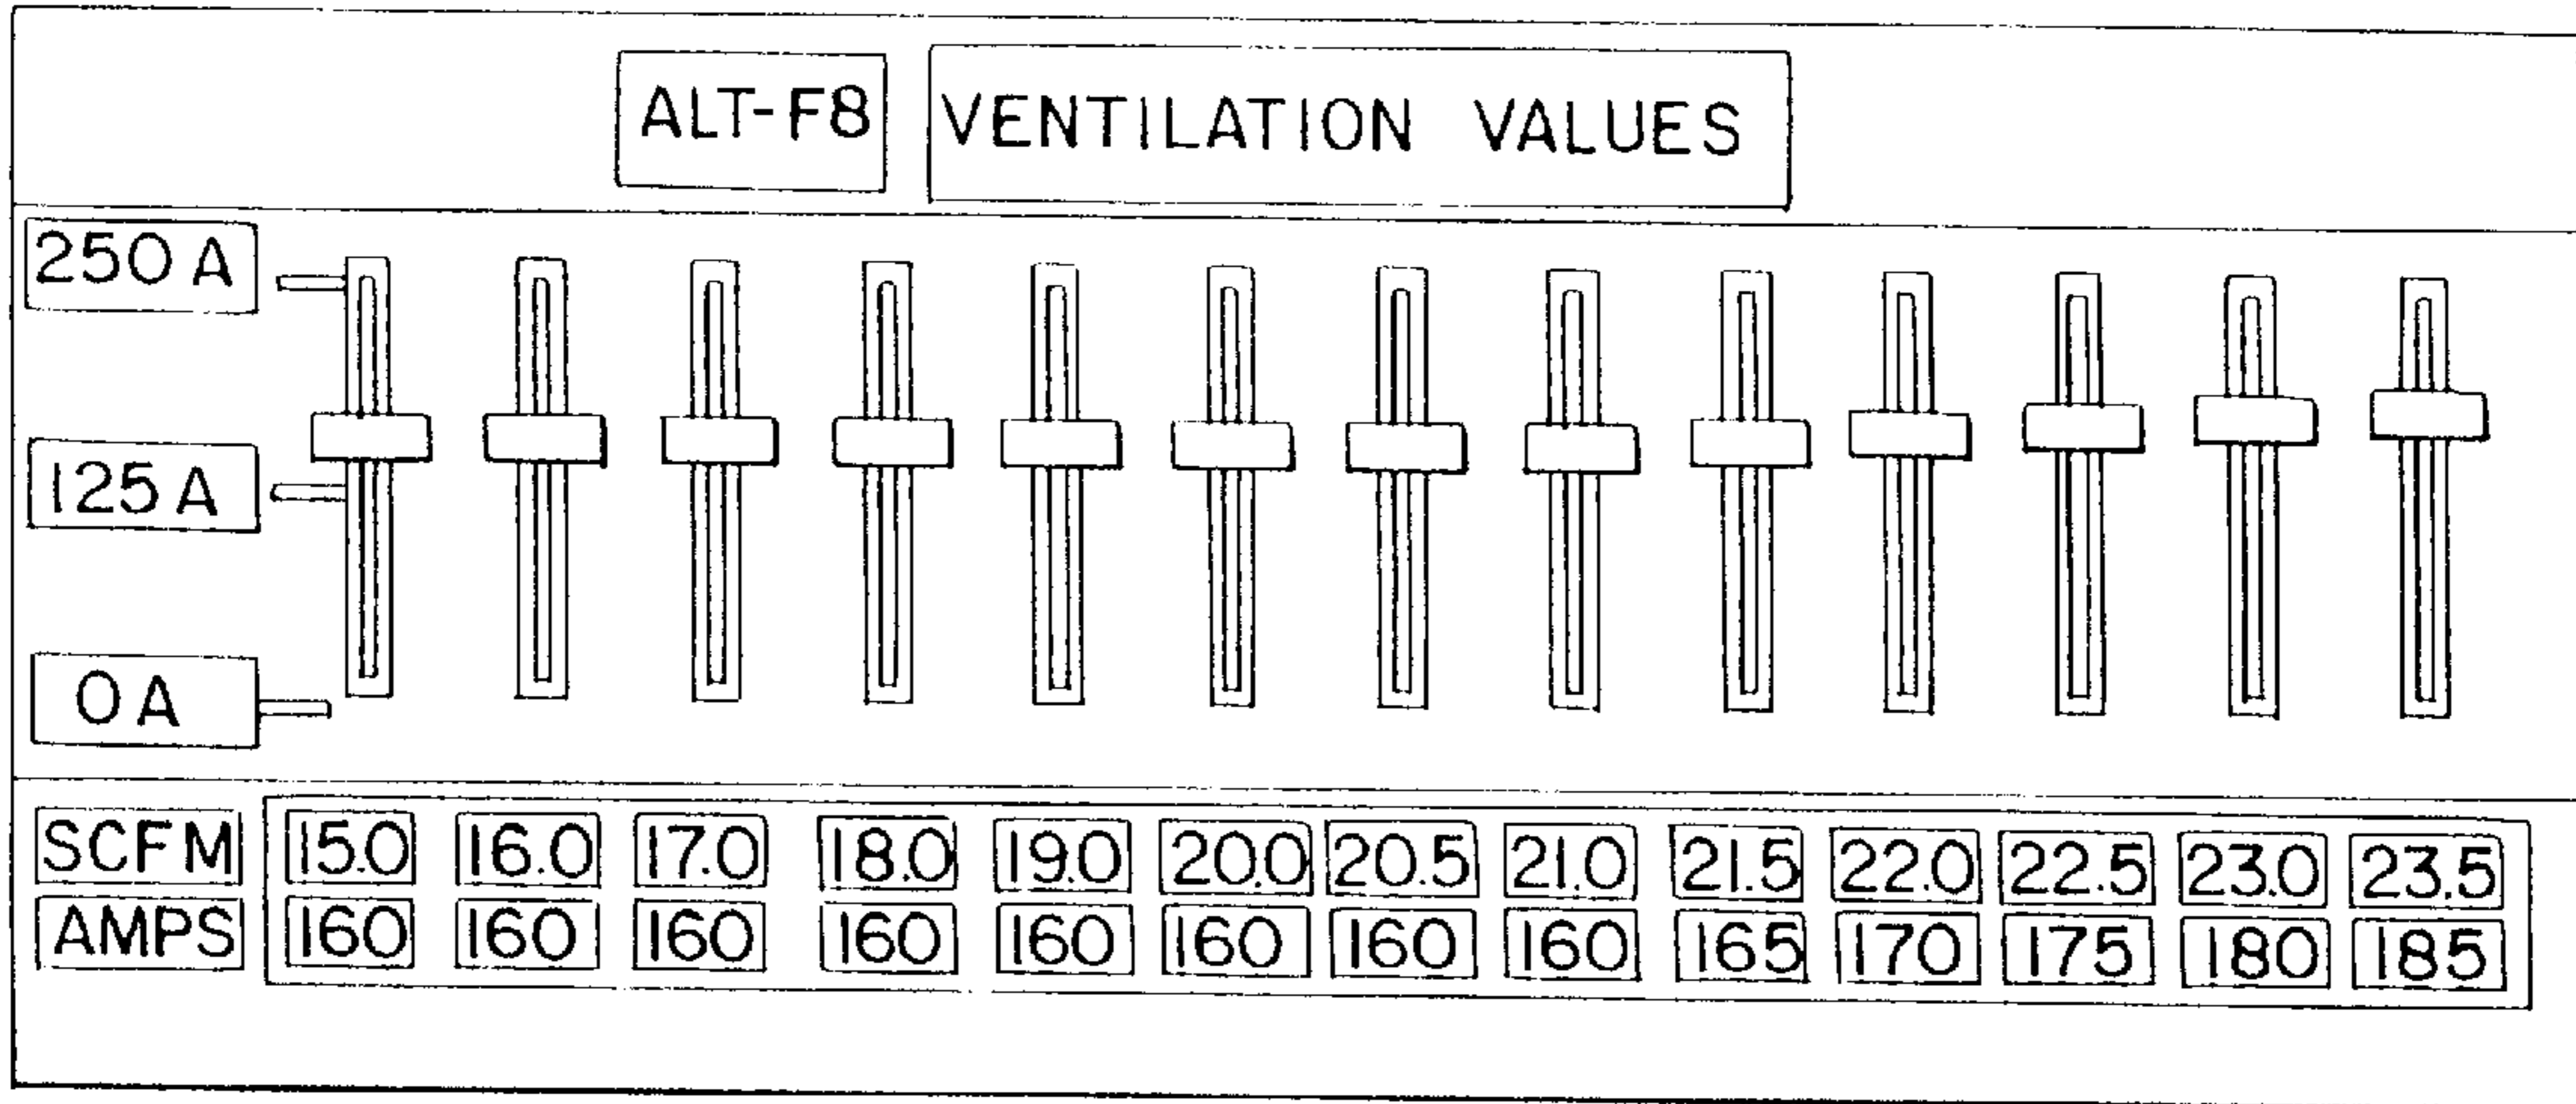 ALT-F8 VENTILATION VALUES
250 A
125 A
0 A
SCFM 15.0 16.0 17.0 18.0 19.0 20.0 20.5 21.0 21.5 22.0 22.5 23.0 23.5
AMPS 160 160 160 160 160 160 160 160 165 170 175 180 185